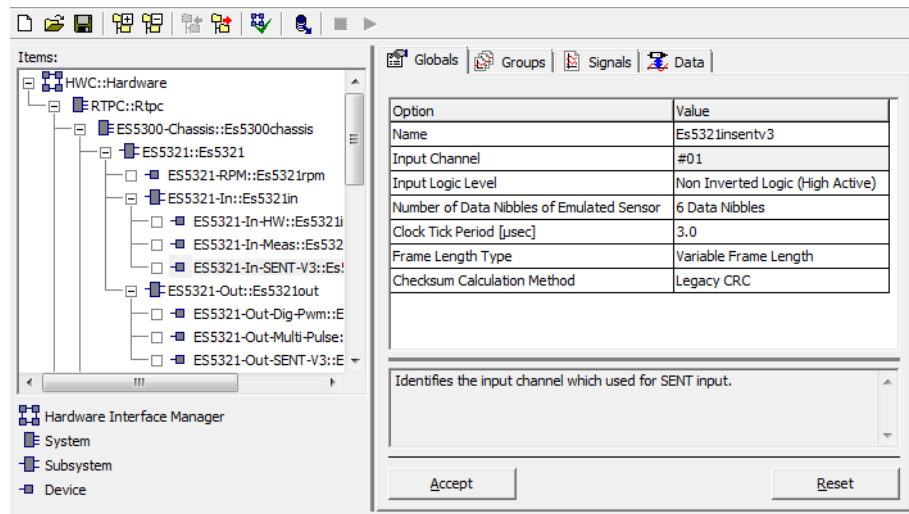 Items:
HWC::Hardware
RTPC::Rtpc
ES5300-Chassis::Es5300chassis
ES5321::Es5321
ES5321-RPM::Es5321rpm
ES5321-In::Es5321in
ES5321-In-HW::Es5321i
ES5321-In-Meas::Es532
ES5321-In-SENT-V3::Es!
ES5321-Out::Es5321out
ES5321-Out-Dig-Pwm::E
ES5321-Out-Multi-Pulse:
ES5321-Out-SENT-V3::E
Hardware Interface Manager
System
Subsystem
Device
Globals Groups Signals Data
Option Value
Name Es5321insentv3
Input Channel #01
Input Logic Level Non Inverted Logic (High Active)
Number of Data Nibbles of Emulated Sensor 6 Data Nibbles
Clock Tick Period [µsec] 3.0
Frame Length Type Variable Frame Length
Checksum Calculation Method Legacy CRC
Identifies the input channel which used for SENT input.
Accept Reset